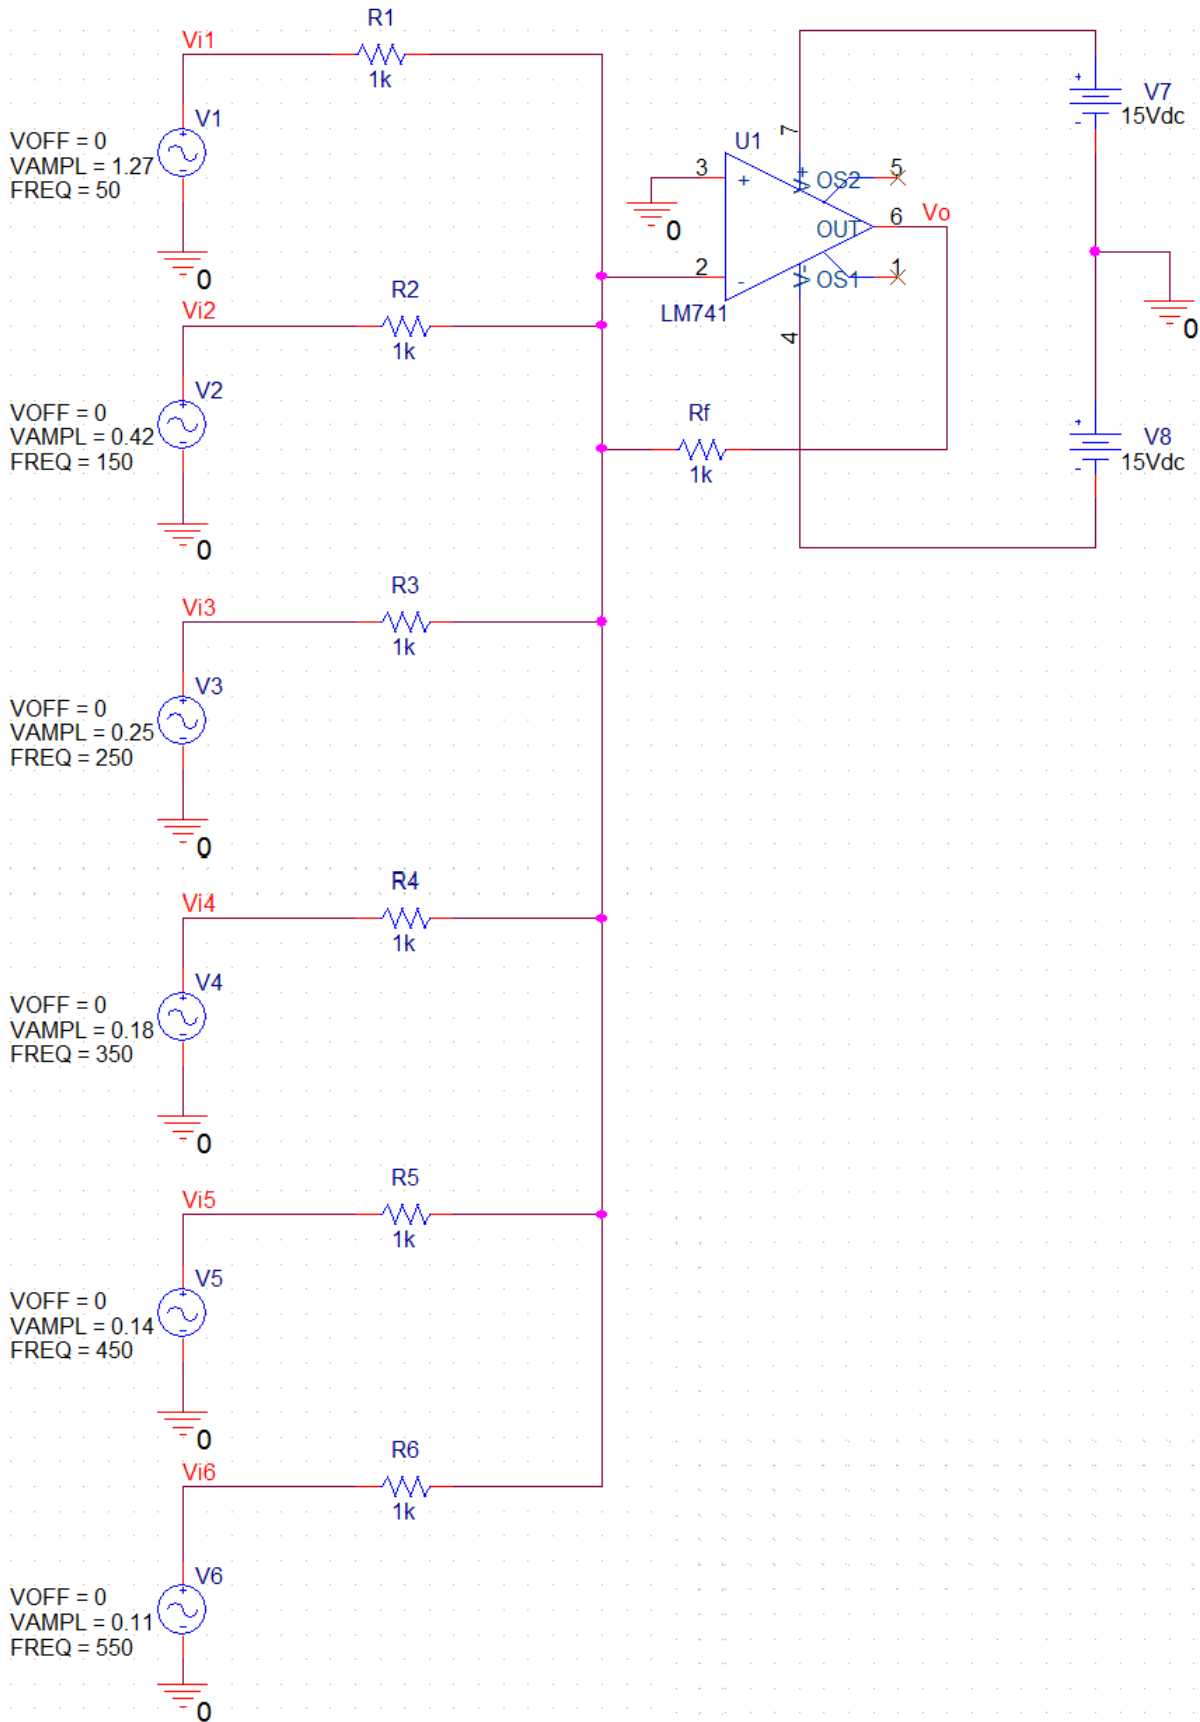 R1
Vi1
1k
V1
VOFF = 0
VAMPL = 1.27
FREQ = 50
0
R2
Vi2
1k
V2
VOFF = 0
VAMPL = 0.42
FREQ = 150
0
R3
Vi3
1k
V3
VOFF = 0
VAMPL = 0.25
FREQ = 250
0
R4
Vi4
1k
V4
VOFF = 0
VAMPL = 0.18
FREQ = 350
0
R5
Vi5
1k
V5
VOFF = 0
VAMPL = 0.14
FREQ = 450
0
R6
Vi6
1k
V6
VOFF = 0
VAMPL = 0.11
FREQ = 550
0
U1
7
3
+
V+
OS2
5
0
OUT
6
Vo
2
-
V-
OS1
1
LM741
4
Rf
1k
+
V7
15Vdc
-
0
+
V8
15Vdc
-